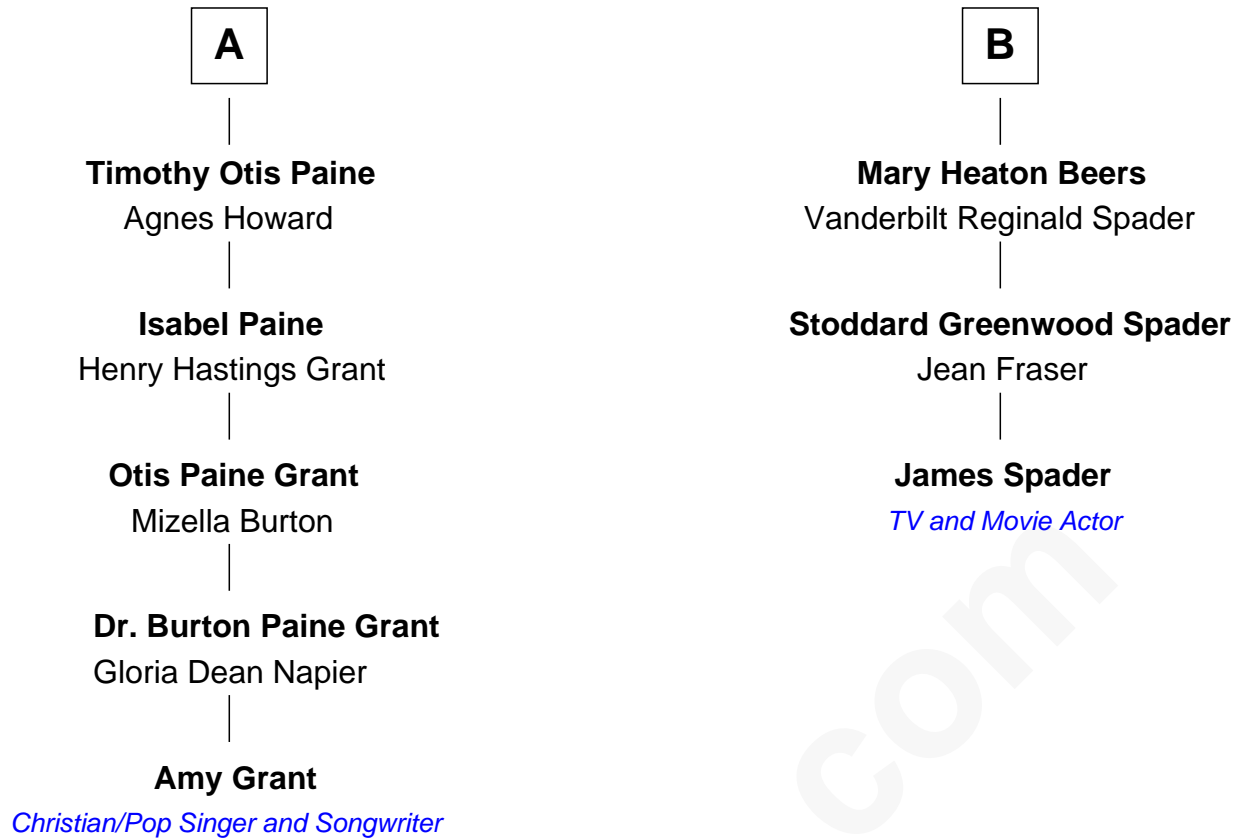 A
Timothy Otis Paine
Agnes Howard
Isabel Paine
Henry Hastings Grant
Otis Paine Grant
Mizella Burton
Dr. Burton Paine Grant
Gloria Dean Napier
Amy Grant
Christian/Pop Singer and Songwriter
B
Mary Heaton Beers
Vanderbilt Reginald Spader
Stoddard Greenwood Spader
Jean Fraser
James Spader
TV and Movie Actor
com